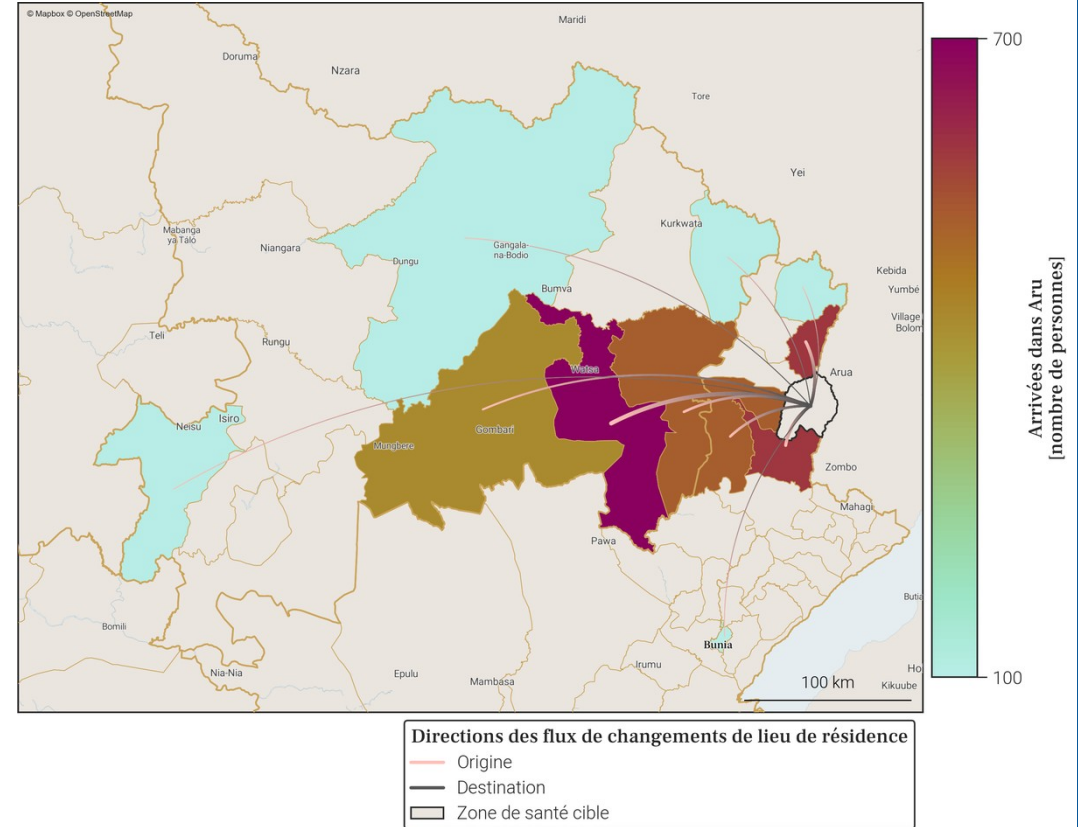 © Mapbox © OpenStreetMap
Maridi
Doruma
Nzara
Tore
Yei
Kurkwata
Mabanga
ya Talo
Niangara
Gangala-
na-Bodio
Dungu
Kebida
Yumbé
Bumva
Village
Bolom
Teli
Rungu
Watsa
Arua
Isiro
Neisu
Gombari
Mungbere
Zombo
Mahagi
Pawa
Butia
Bomili
Bunia
Irumu
Nia-Nia
Epulu
Mambasa
Ho
Kikuube
100 km
700
100
Arrivées dans Aru
[nombre de personnes]
Directions des flux de changements de lieu de résidence
Origine
Destination
Zone de santé cible